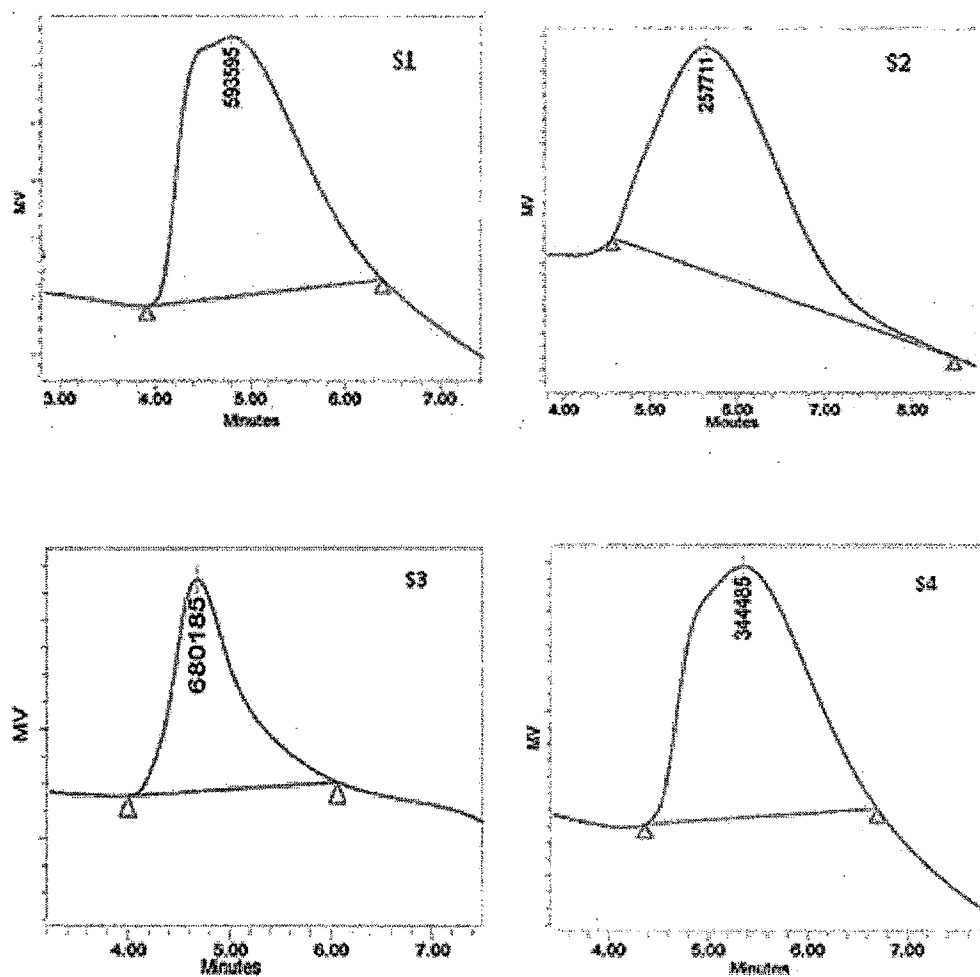 S1
593595
MV
3.00 4.00 5.00 6.00 7.00
Minutes
S2
257711
MV
4.00 5.00 6.00 7.00 8.00
Minutes
S3
680185
MV
4.00 5.00 6.00 7.00
Minutes
S4
344485
MV
4.00 5.00 6.00 7.00
Minutes